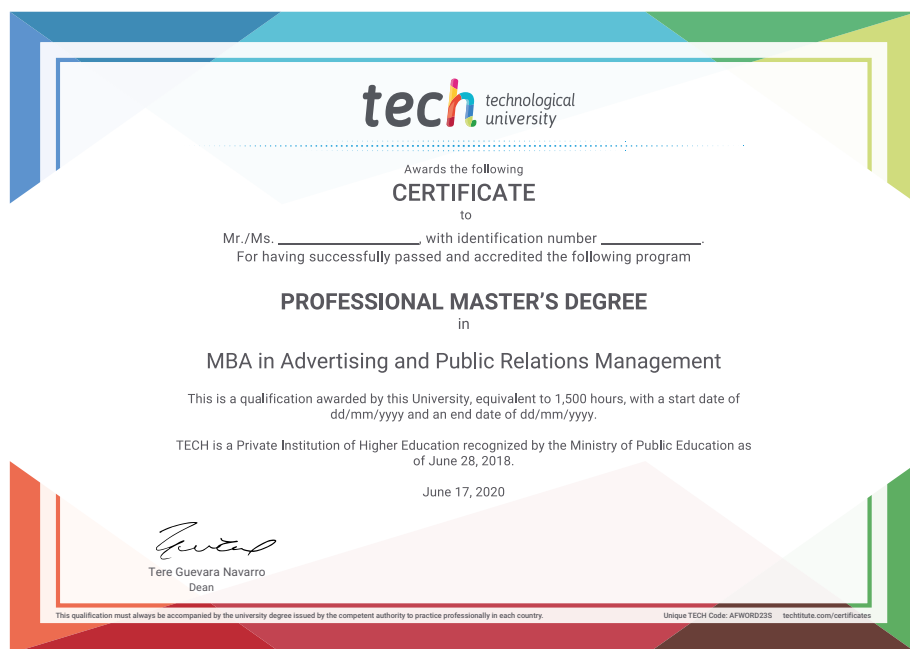 tech technological
university
Awards the following
CERTIFICATE
to
Mr./Ms. ____________________, with identification number ______________.
For having successfully passed and accredited the following program
PROFESSIONAL MASTER'S DEGREE
in
MBA in Advertising and Public Relations Management
This is a qualification awarded by this University, equivalent to 1,500 hours, with a start date of
dd/mm/yyyy and an end date of dd/mm/yyyy.
TECH is a Private Institution of Higher Education recognized by the Ministry of Public Education as
of June 28, 2018.
June 17, 2020
Tere Guevara Navarro
Dean
This qualification must always be accompanied by the university degree issued by the competent authority to practice professionally in each country. Unique TECH Code: AFWORD23S techtitute.com/certificates